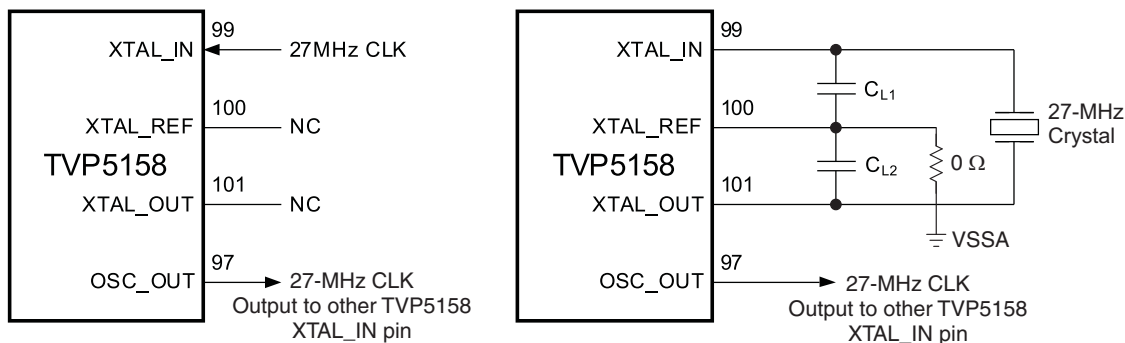 99
XTAL_IN
27MHz CLK
100
XTAL_REF
NC
TVP5158
101
XTAL_OUT
NC
97
OSC_OUT
27-MHz CLK
Output to other TVP5158
XTAL_IN pin
99
XTAL_IN
CL1
100
XTAL_REF
27-MHz
Crystal
TVP5158
CL2
0 Ω
101
XTAL_OUT
VSSA
97
OSC_OUT
27-MHz CLK
Output to other TVP5158
XTAL_IN pin